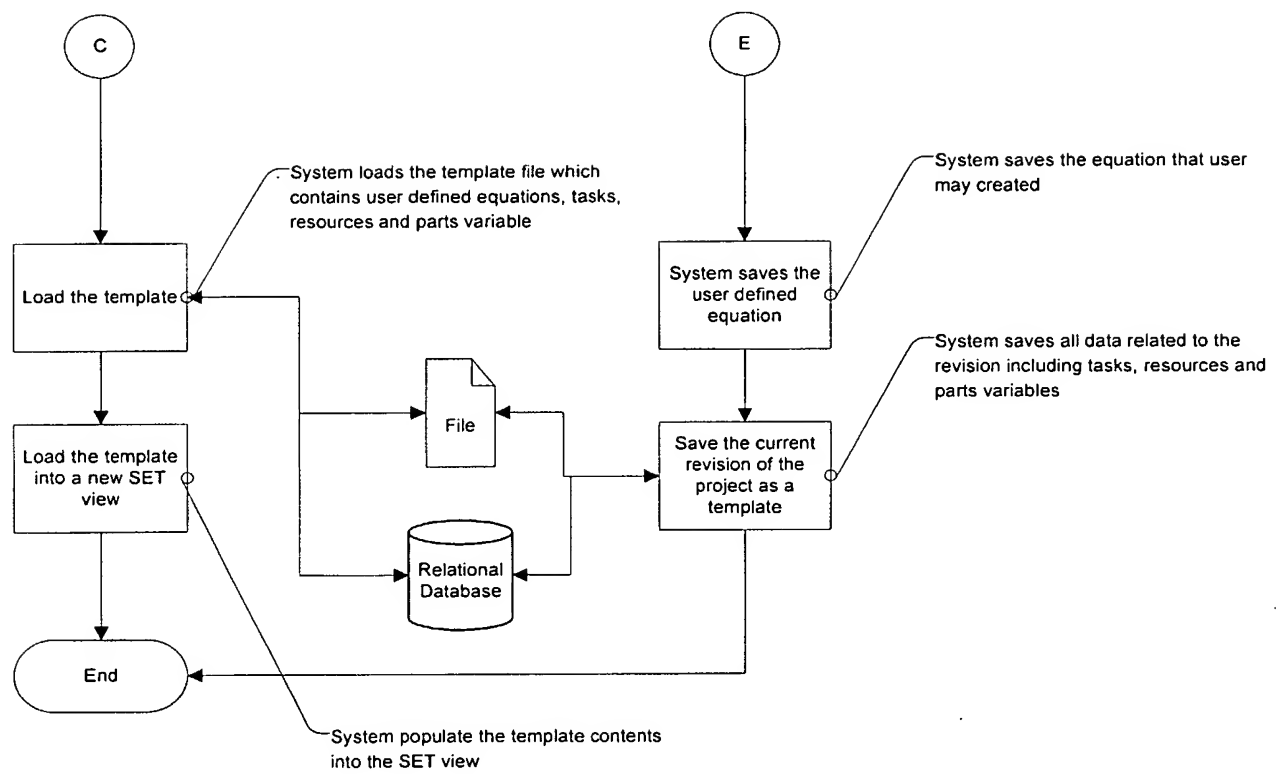 C
E
System loads the template file which
contains user defined equations, tasks,
resources and parts variable
System saves the equation that user
may created
Load the template
System saves the
user defined
equation
System saves all data related to the
revision including tasks, resources and
parts variables
File
Load the template
into a new SET
view
Save the current
revision of the
project as a
template
Relational
Database
End
System populate the template contents
into the SET view